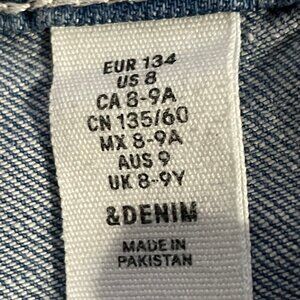 EUR 134
US 8
CA 8-9A
CN 135/60
MX 8-9A
AUS 9
UK 8-9Y
&DENIM
MADE IN
PAKISTAN